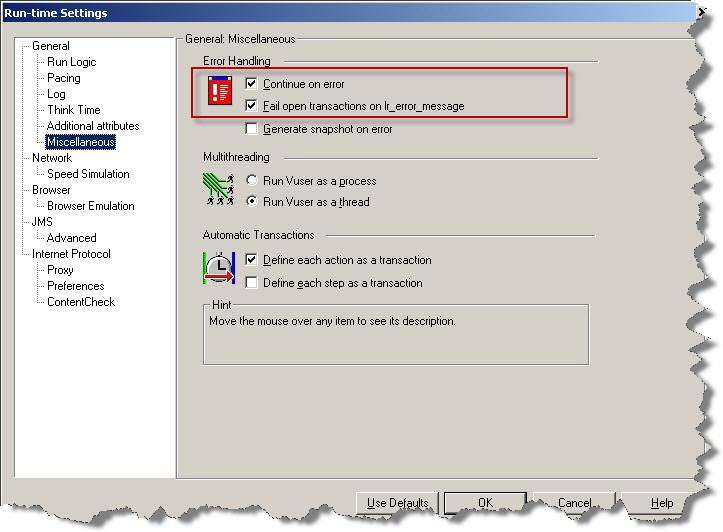 Run-time Settings
General
Run Logic
Pacing
Log
Think Time
Additional attributes
Miscellaneous
Network
Speed Simulation
Browser
Browser Emulation
JMS
Advanced
Internet Protocol
Proxy
Preferences
ContentCheck
General: Miscellaneous
Error Handling
Continue on error
Fail open transactions on lr_error_message
Generate snapshot on error
Multithreading
Run Vuser as a process
Run Vuser as a thread
Automatic Transactions
Define each action as a transaction
Define each step as a transaction
Hint
Move the mouse over any item to see its description.
Use Defaults OK Cancel Help